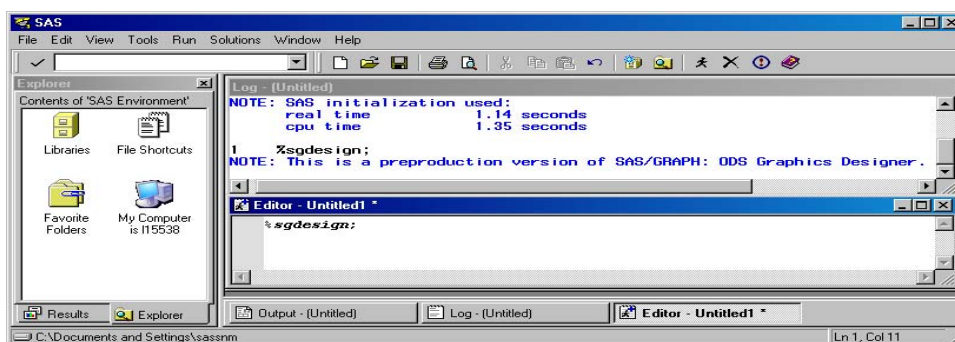 SAS
File Edit View Tools Run Solutions Window Help
Explorer
Contents of 'SAS Environment'
Libraries
File Shortcuts
Favorite Folders
My Computer is l15538
Log - (Untitled)
NOTE: SAS initialization used:
real time 1.14 seconds
cpu time 1.35 seconds
1 %sgdesign;
NOTE: This is a preproduction version of SAS/GRAPH: ODS Graphics Designer.
Editor - Untitled1 *
%sgdesign;
Results
Explorer
Output - (Untitled)
Log - (Untitled)
Editor - Untitled1 *
C:\Documents and Settings\sassnm
Ln 1, Col 11